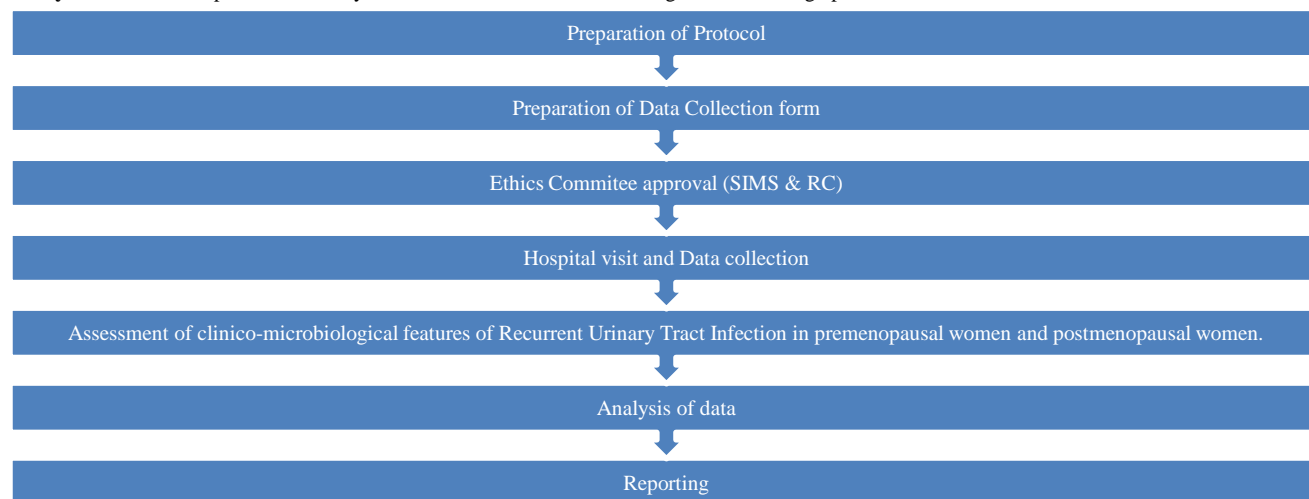 Preparation of Protocol
Preparation of Data Collection form
Ethics Commitee approval (SIMS & RC)
Hospital visit and Data collection
Assessment of clinico-microbiological features of Recurrent Urinary Tract Infection in premenopausal women and postmenopausal women.
Analysis of data
Reporting